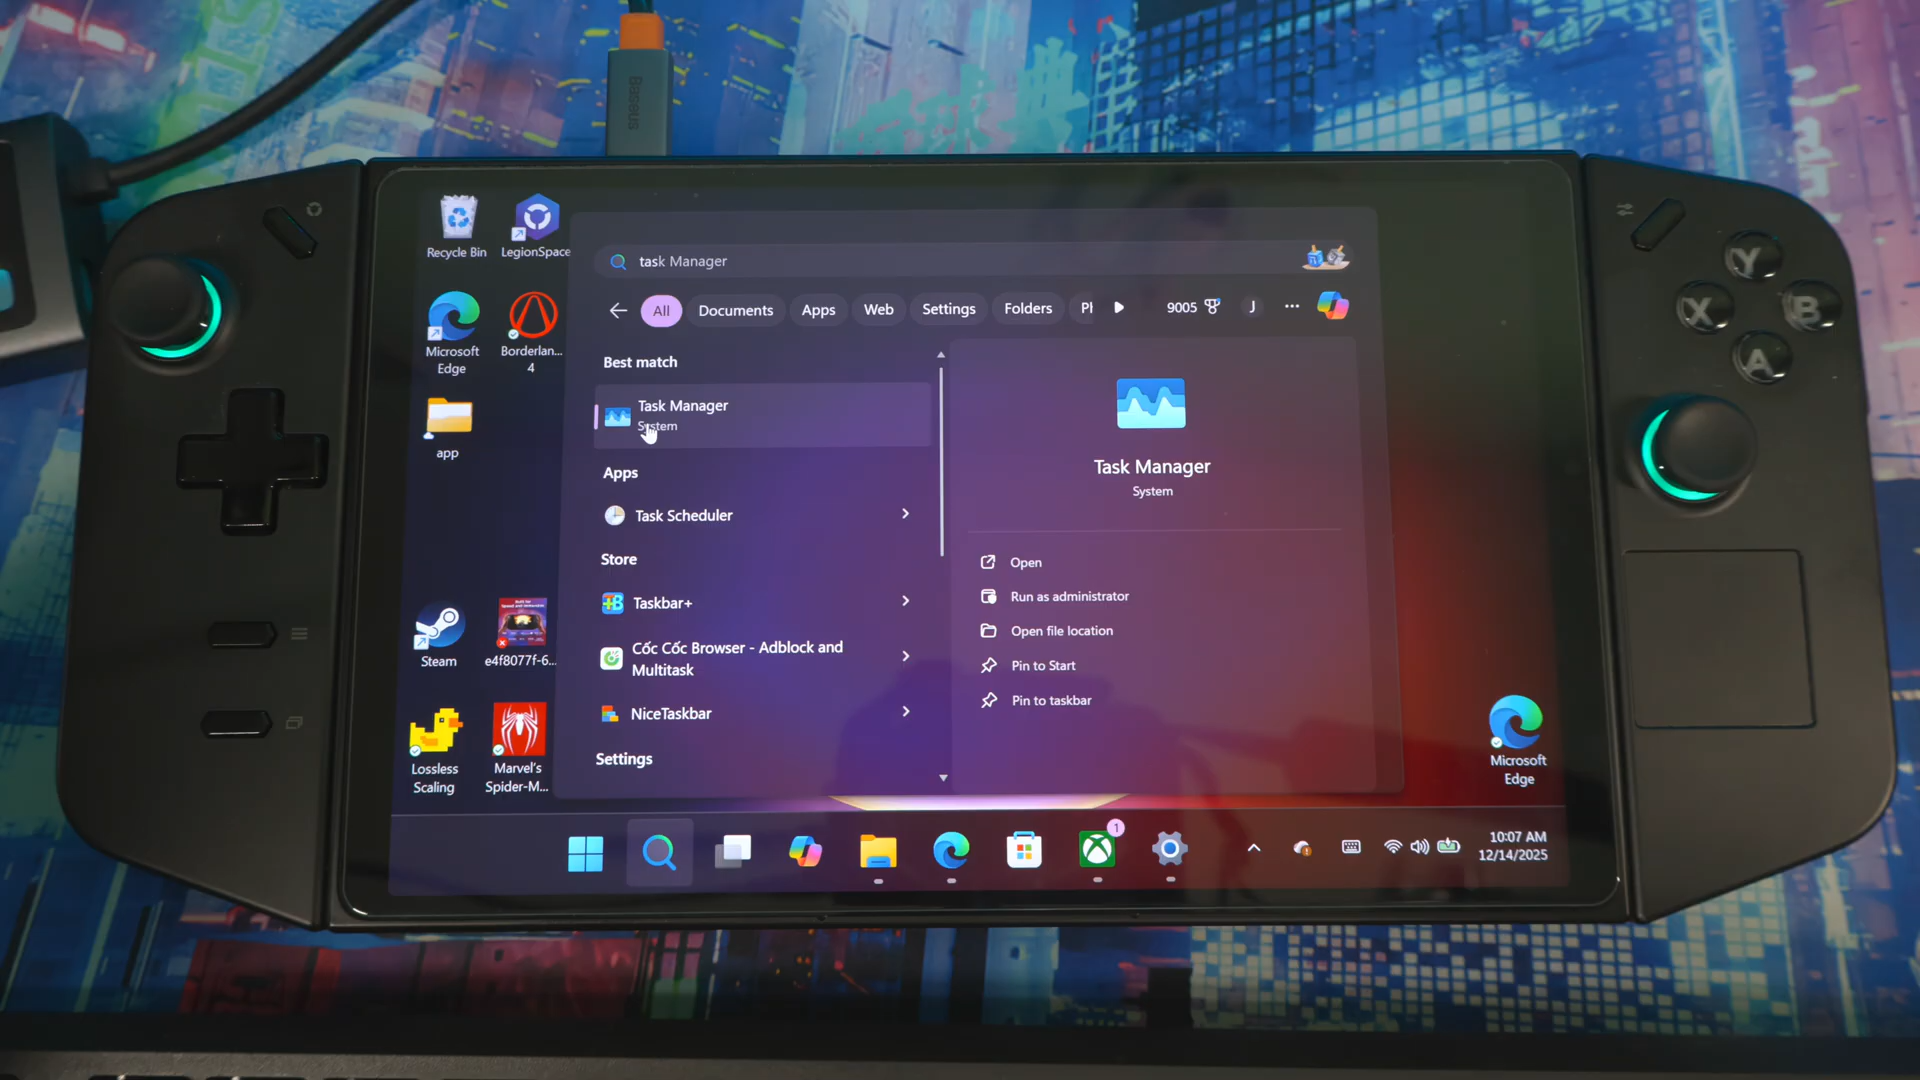 Baseus
Recycle Bin
LegionSpace
Microsoft
Edge
Borderlan...
4
app
Steam
e4f8077f-6...
Lossless
Scaling
Marvel's
Spider-M...
task Manager
All
Documents
Apps
Web
Settings
Folders
Pl
9005
J
Best match
Task Manager
System
Apps
Task Scheduler
Store
Taskbar+
Cốc Cốc Browser - Adblock and
Multitask
NiceTaskbar
Settings
Task Manager
System
Open
Run as administrator
Open file location
Pin to Start
Pin to taskbar
Microsoft
Edge
1
10:07 AM
12/14/2025
Y
X
B
A